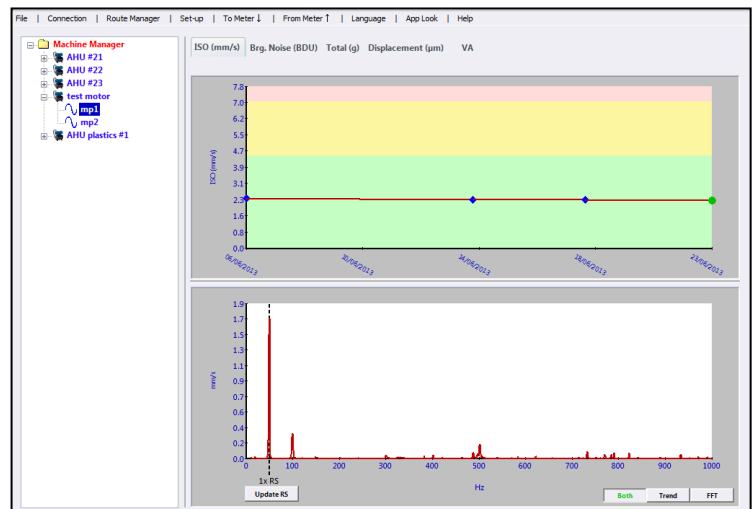 File | Connection | Route Manager | Set-up | To Meter ↓ | From Meter ↑ | Language | App Look | Help
Machine Manager
AHU #21
AHU #22
AHU #23
test motor
mp1
mp2
AHU plastics #1
ISO (mm/s) Brg. Noise (BDU) Total (g) Displacement (µm) VA
7.8
7.0
6.2
5.5
4.7
3.9
3.1
2.3
1.6
0.8
0.0
ISO (mm/s)
06/06/2013 10/06/2013 14/06/2013 18/06/2013 23/06/2013
1.9
1.7
1.5
1.3
1.1
0.9
0.7
0.6
0.4
0.2
0.0
mm/s
0 100 200 300 400 500 600 700 800 900 1000
1x RS
Hz
Update RS
Both Trend FFT